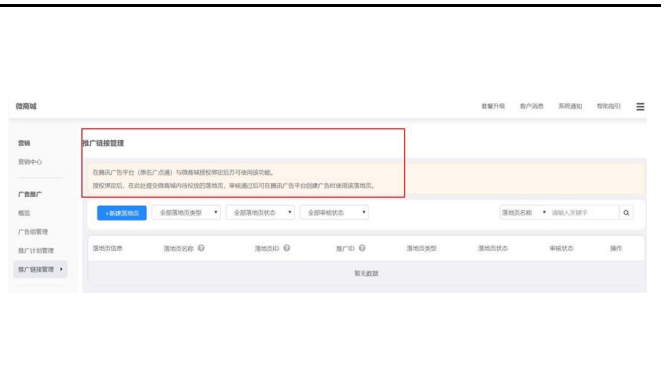 微商城
套餐升级 客户消息 系统通知 帮助指引
营销
推广链接管理
营销中心
在腾讯广告平台（原名广点通）与微商城授权绑定后方可使用该功能。
授权绑定后，在此处提交微商城内待投放的落地页，审核通过后可在腾讯广告平台创建广告时使用该落地页。
广告推广
概览
+新建落地页 全部落地页类型 全部落地页状态 全部审核状态 落地页名称 请输入关键字
广告组管理
推广计划管理
落地页信息 落地页名称 落地页ID 推广ID 落地页类型 落地页状态 审核状态 操作
推广链接管理
暂无数据